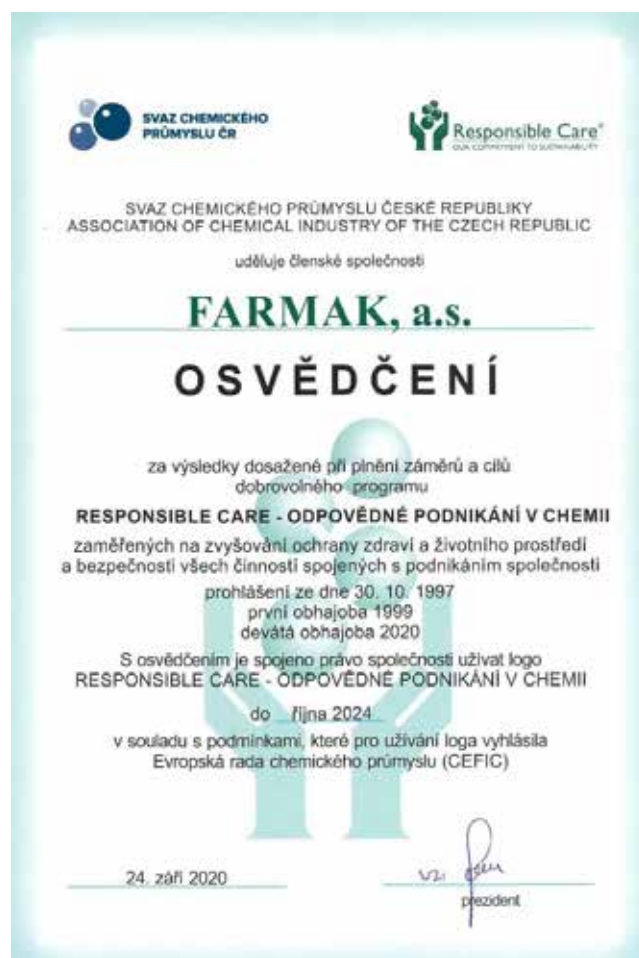 SVAZ CHEMICKÉHO
PRŮMYSLU ČR
Responsible Care®
OUR COMMITMENT TO SUSTAINABILITY
SVAZ CHEMICKÉHO PRŮMYSLU ČESKÉ REPUBLIKY
ASSOCIATION OF CHEMICAL INDUSTRY OF THE CZECH REPUBLIC
uděluje členské společnosti
FARMAK, a.s.
OSVĚDČENÍ
za výsledky dosažené při plnění záměrů a cílů
dobrovolného programu
RESPONSIBLE CARE - ODPOVĚDNÉ PODNIKÁNÍ V CHEMII
zaměřených na zvyšování ochrany zdraví a životního prostředí
a bezpečnosti všech činností spojených s podnikáním společnosti
prohlášení ze dne 30. 10. 1997
první obhajoba 1999
devátá obhajoba 2020
S osvědčením je spojeno právo společnosti užívat logo
RESPONSIBLE CARE - ODPOVĚDNÉ PODNIKÁNÍ V CHEMII
do října 2024
v souladu s podmínkami, které pro užívání loga vyhlásila
Evropská rada chemického průmyslu (CEFIC)
24. září 2020
prezident